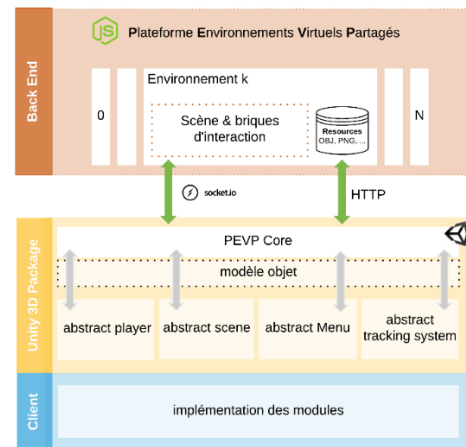 JS
Plateforme Environnements Virtuels Partagés
Back End
Environnement k
0
Scène & briques
d'interaction
Resources
OBJ, PNG, ...
N
socket.io
HTTP
Unity 3D Package
PEVP Core
modèle objet
abstract player
abstract scene
abstract Menu
abstract
tracking system
Client
implémentation des modules